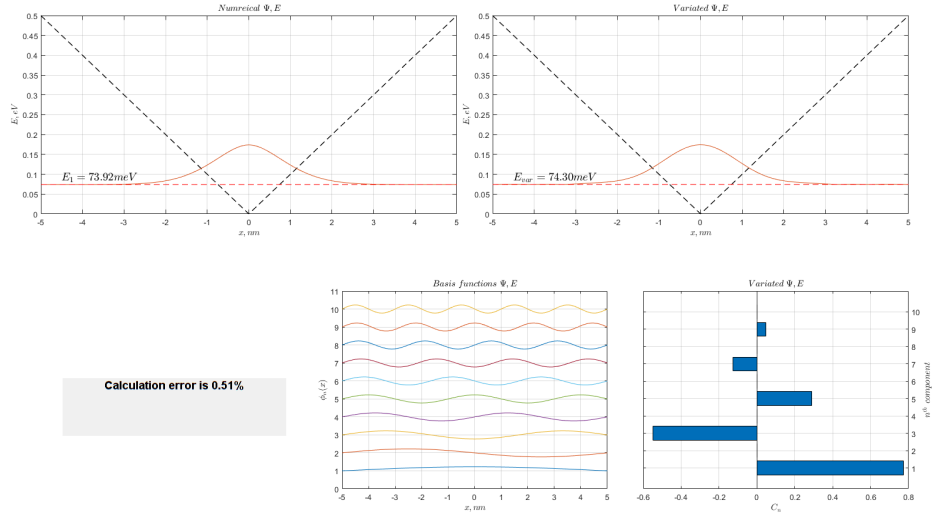 Numreical Ψ, E
0.5
0.45
0.4
0.35
0.3
0.25
0.2
0.15
0.1
0.05
0
E, eV
E₁ = 73.92meV
-5 -4 -3 -2 -1 0 1 2 3 4 5
x, nm
Variated Ψ, E
0.5
0.45
0.4
0.35
0.3
0.25
0.2
0.15
0.1
0.05
0
E, eV
E_var = 74.30meV
-5 -4 -3 -2 -1 0 1 2 3 4 5
x, nm
Calculation error is 0.51%
Basis functions Ψ, E
11
10
9
8
7
6
5
4
3
2
1
0
ϕₙ(x)
-5 -4 -3 -2 -1 0 1 2 3 4 5
x, nm
Variated Ψ, E
10
9
8
7
6
5
4
3
2
1
nᵗʰ component
-0.6 -0.4 -0.2 0 0.2 0.4 0.6 0.8
Cₙ